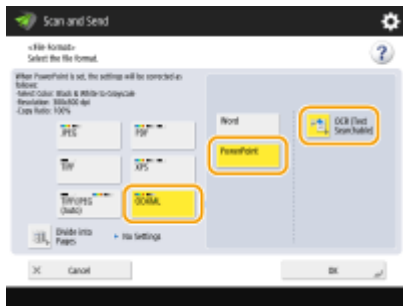 Scan and Send
<File Format>
Select the file format.
When PowerPoint is set, the settings will be corrected as
follows:
-Select Color: Black & White to Grayscale
-Resolution: 300x300 dpi
-Copy Ratio: 100%
JPEG
PDF
Word
OCR (Text
Searchable)
TIFF
XPS
PowerPoint
TIFF/JPEG
(Auto)
OOXML
Divide into
Pages
No Settings
Cancel
OK